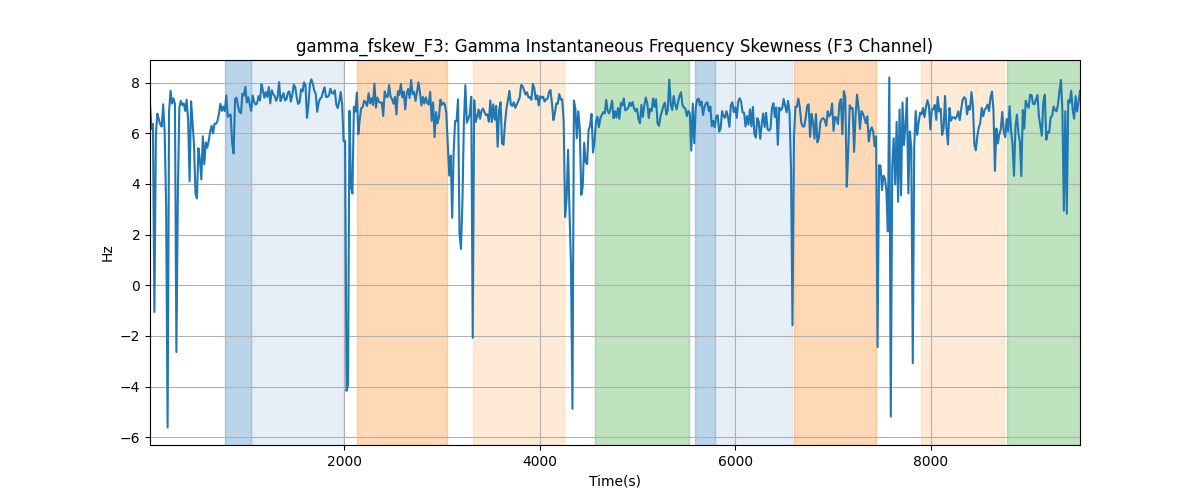 gamma_fskew_F3: Gamma Instantaneous Frequency Skewness (F3 Channel)
8
6
4
2
0
−2
−4
−6
Hz
2000 4000 6000 8000
Time(s)